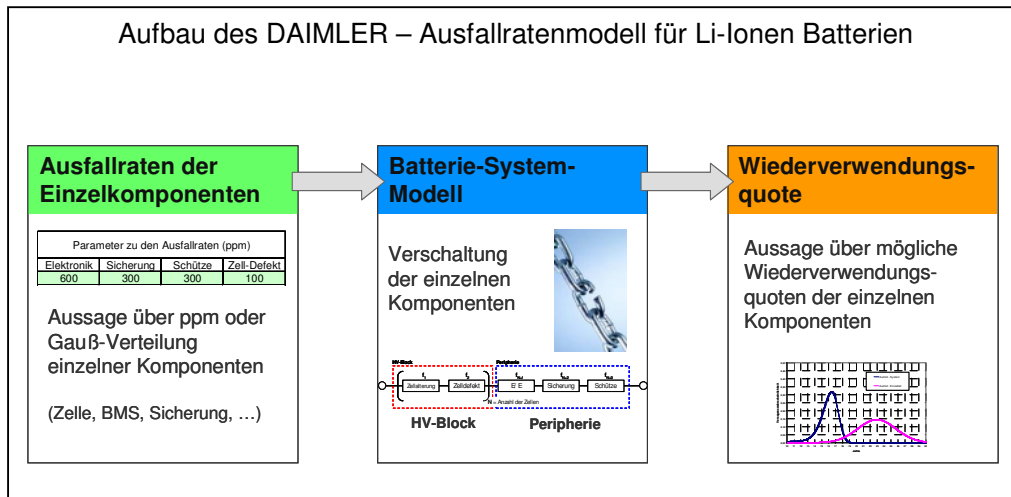 Aufbau des DAIMLER – Ausfallratenmodell für Li-Ionen Batterien
Ausfallraten der
Einzelkomponenten
Parameter zu den Ausfallraten (ppm)
Elektronik Sicherung Schütze Zell-Defekt
600 300 300 100
Aussage über ppm oder
Gauß-Verteilung
einzelner Komponenten
(Zelle, BMS, Sicherung, …)
Batterie-System-
Modell
Verschaltung
der einzelnen
Komponenten
HV-Block Peripherie
Zellalterung Zelldefekt E/E Sicherung Schütze
N = Anzahl der Zellen
HV-Block Peripherie
Wiederverwendungs-
quote
Aussage über mögliche
Wiederverwendungs-
quoten der einzelnen
Komponenten